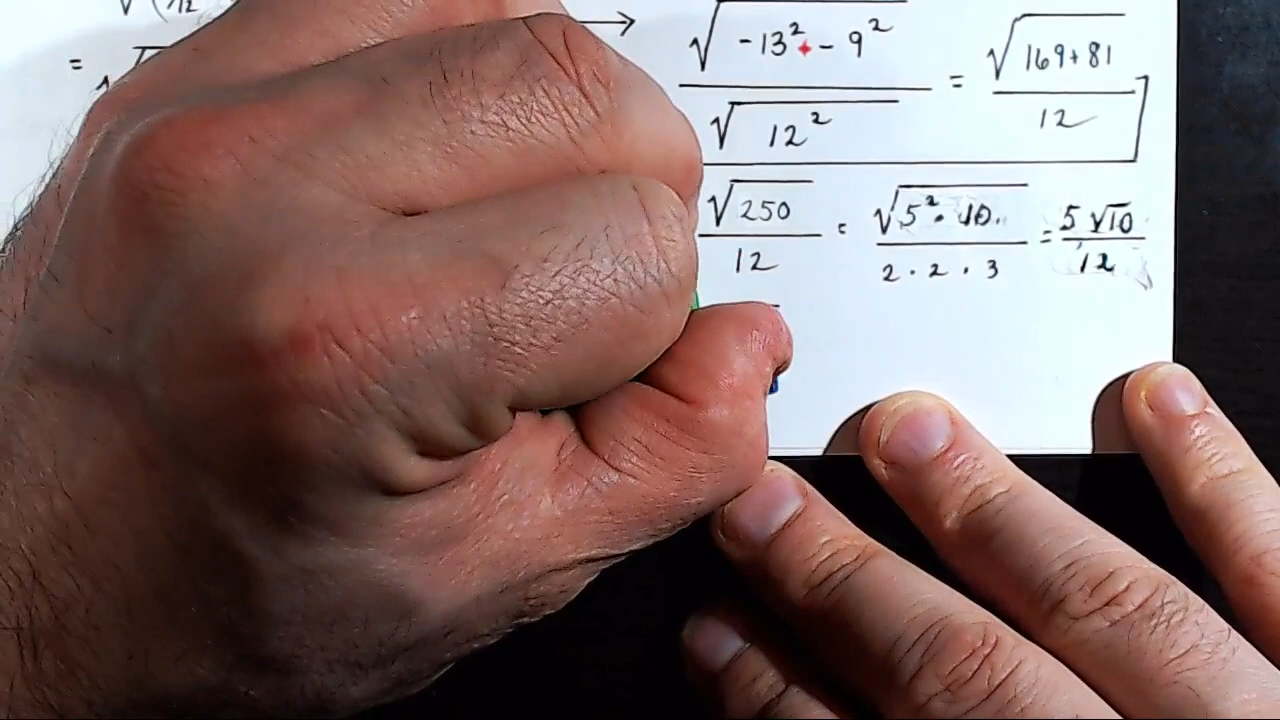 √(-13² - 9²) / √(12²) = √(169+81) / 12
√250 / 12 = √(5² · 10) / (2 · 2 · 3) = 5√10 / 12